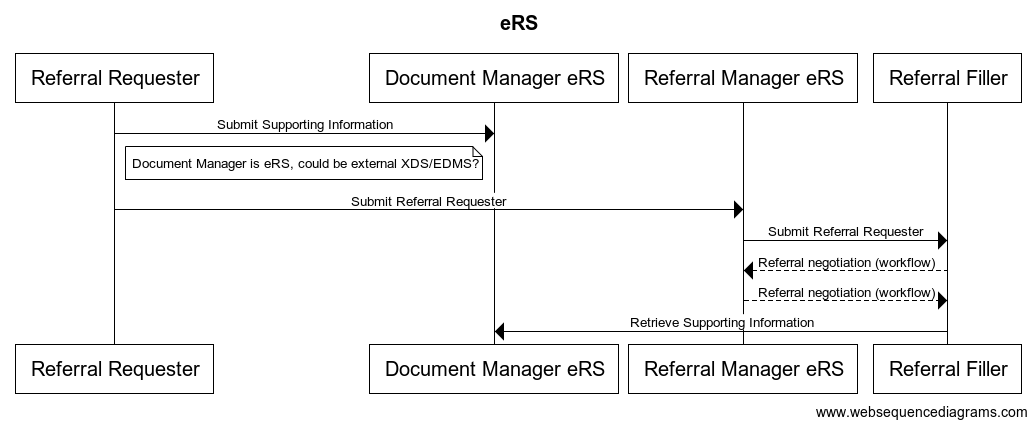 eRS
Referral Requester
Document Manager eRS
Referral Manager eRS
Referral Filler
Submit Supporting Information
Document Manager is eRS, could be external XDS/EDMS?
Submit Referral Requester
Submit Referral Requester
Referral negotiation (workflow)
Referral negotiation (workflow)
Retrieve Supporting Information
Referral Requester
Document Manager eRS
Referral Manager eRS
Referral Filler
www.websequencediagrams.com